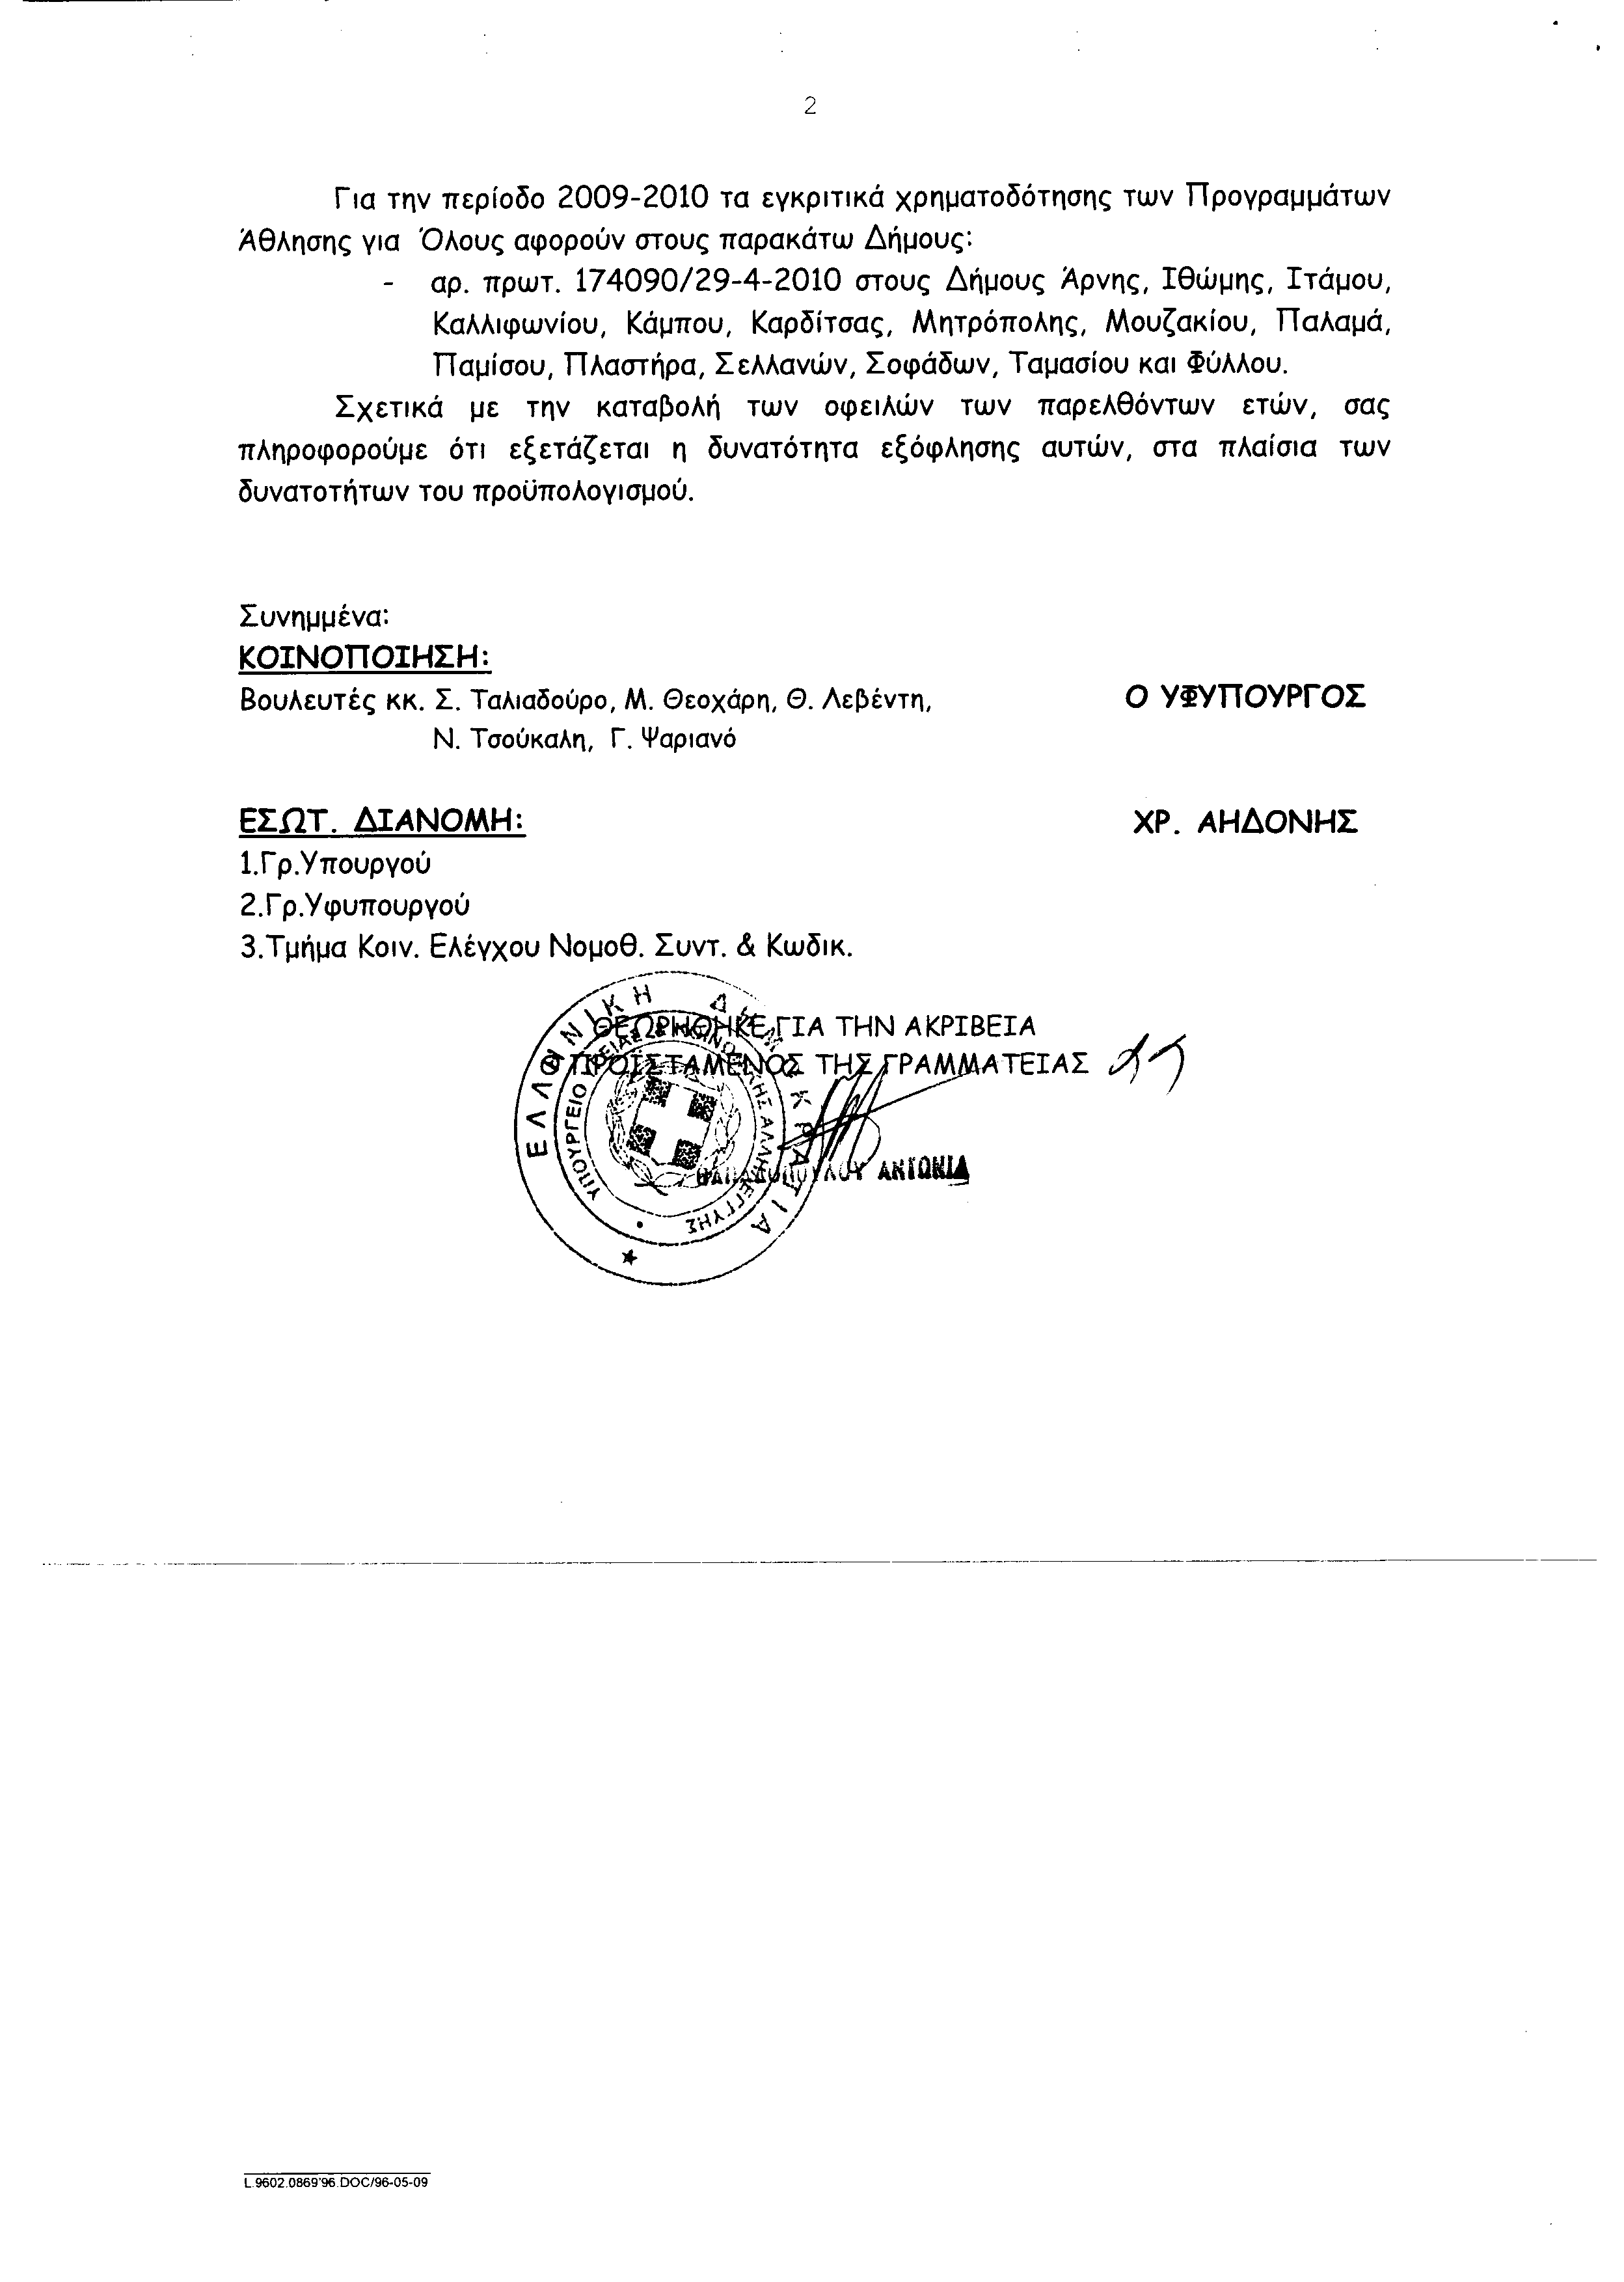 2
Για την περίοδο 2009-2010 τα εγκριτικά χρηματοδότησης των Προγραμμάτων
Άθλησης για Όλους αφορούν στους παρακάτω Δήμους:
- αρ. πρωτ. 174090/29-4-2010 στους Δήμους Άρνης, Ιθώμης, Ιτάμου,
Καλλιφωνίου, Κάμπου, Καρδίτσας, Μητρόπολης, Μουζακίου, Παλαμά,
Παμίσου, Πλαστήρα, Σελλανών, Σοφάδων, Ταμασίου και Φύλλου.
Σχετικά με την καταβολή των οφειλών των παρελθόντων ετών, σας
πληροφορούμε ότι εξετάζεται η δυνατότητα εξόφλησης αυτών, στα πλαίσια των
δυνατοτήτων του προϋπολογισμού.
Συνημμένα:
ΚΟΙΝΟΠΟΙΗΣΗ:
Βουλευτές κκ. Σ. Ταλιαδούρο, Μ. Θεοχάρη, Θ. Λεβέντη,
Ν. Τσούκαλη, Γ. Ψαριανό
Ο ΥΦΥΠΟΥΡΓΟΣ
ΕΣΩΤ. ΔΙΑΝΟΜΗ:
ΧΡ. ΑΗΔΟΝΗΣ
1.Γρ.Υπουργού
2.Γρ.Υφυπουργού
3.Τμήμα Κοιν. Ελέγχου Νομοθ. Συντ. & Κωδικ.
ΘΕΩΡΗΘΗΚΕ ΓΙΑ ΤΗΝ ΑΚΡΙΒΕΙΑ
ΠΡΟΪΣΤΑΜΕΝΟΣ ΤΗΣ ΓΡΑΜΜΑΤΕΙΑΣ
ΕΛΛΗΝΙΚΗ ΔΗΜΟΚΡΑΤΙΑ
ΥΠΟΥΡΓΕΙΟ ΑΛΛΗΛΕΓΓΥΗΣ
ΠΑΠΑΔΟΠΟΥΛΟΥ ΑΝΤΩΝΙΑ
L.9602.0869'96.DOC/96-05-09